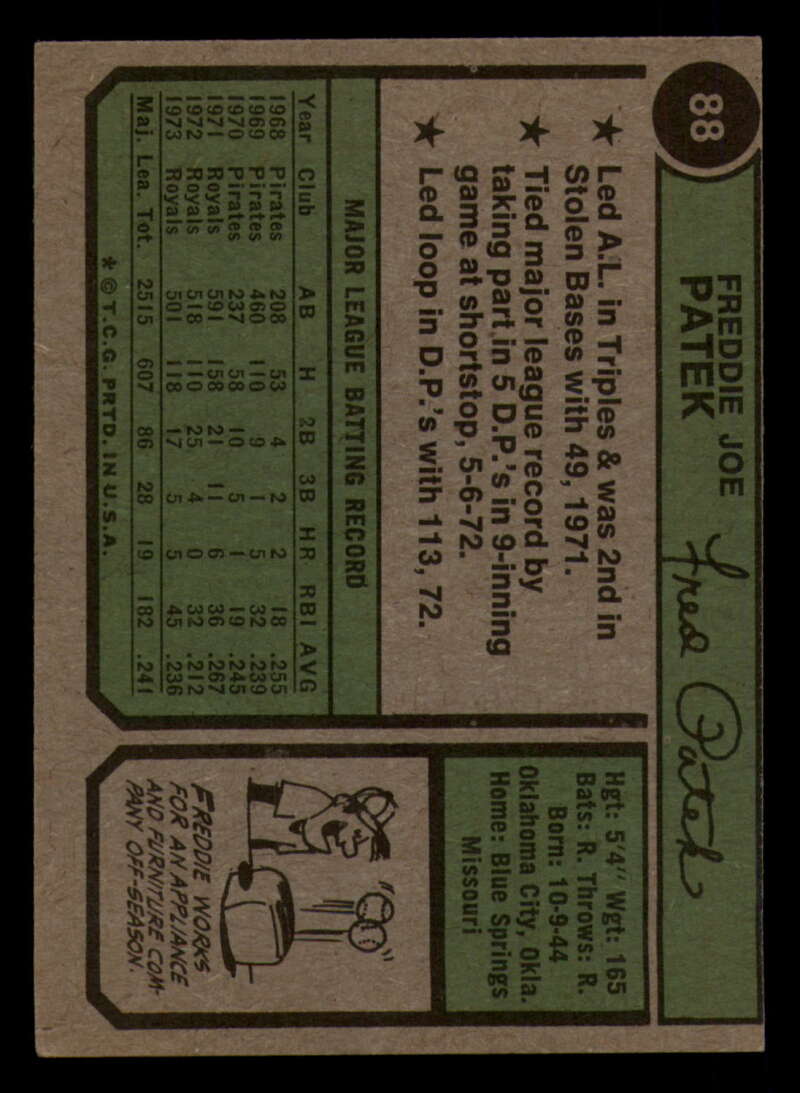 88
FREDDIE JOE
PATEK
Fred Patek
★ Led A.L. in Triples & was 2nd in
Stolen Bases with 49, 1971.
★ Tied major league record by
taking part in 5 D.P.'s in 9-inning
game at shortstop, 5-6-72.
★ Led loop in D.P.'s with 113, 72.
Hgt: 5'4" Wgt: 165
Bats: R. Throws: R.
Born: 10-9-44
Oklahoma City, Okla.
Home: Blue Springs
Missouri
MAJOR LEAGUE BATTING RECORD
Year Club AB H 2B 3B HR RBI AVG
1968 Pirates 208 53 4 2 2 18 .255
1969 Pirates 460 110 9 1 5 32 .239
1970 Pirates 237 58 10 5 1 19 .245
1971 Royals 591 158 21 11 6 36 .267
1972 Royals 518 110 25 4 0 32 .212
1973 Royals 501 118 17 5 5 45 .236
Maj. Lea. Tot. 2515 607 86 28 19 182 .241
* © T.C.G. PRTD. IN U.S.A.
FREDDIE WORKS
FOR AN APPLIANCE
AND FURNITURE COM-
PANY OFF-SEASON.